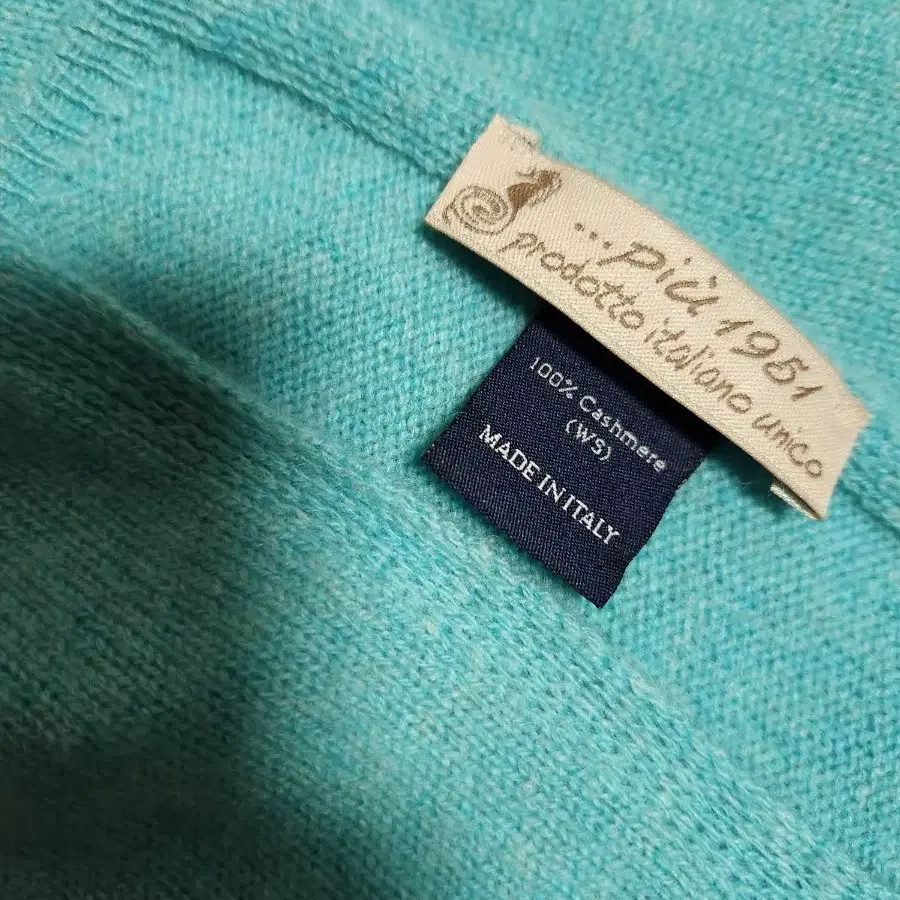 ...più 1951
prodotto italiano unico
100% Cashmere
(WS)
MADE IN ITALY